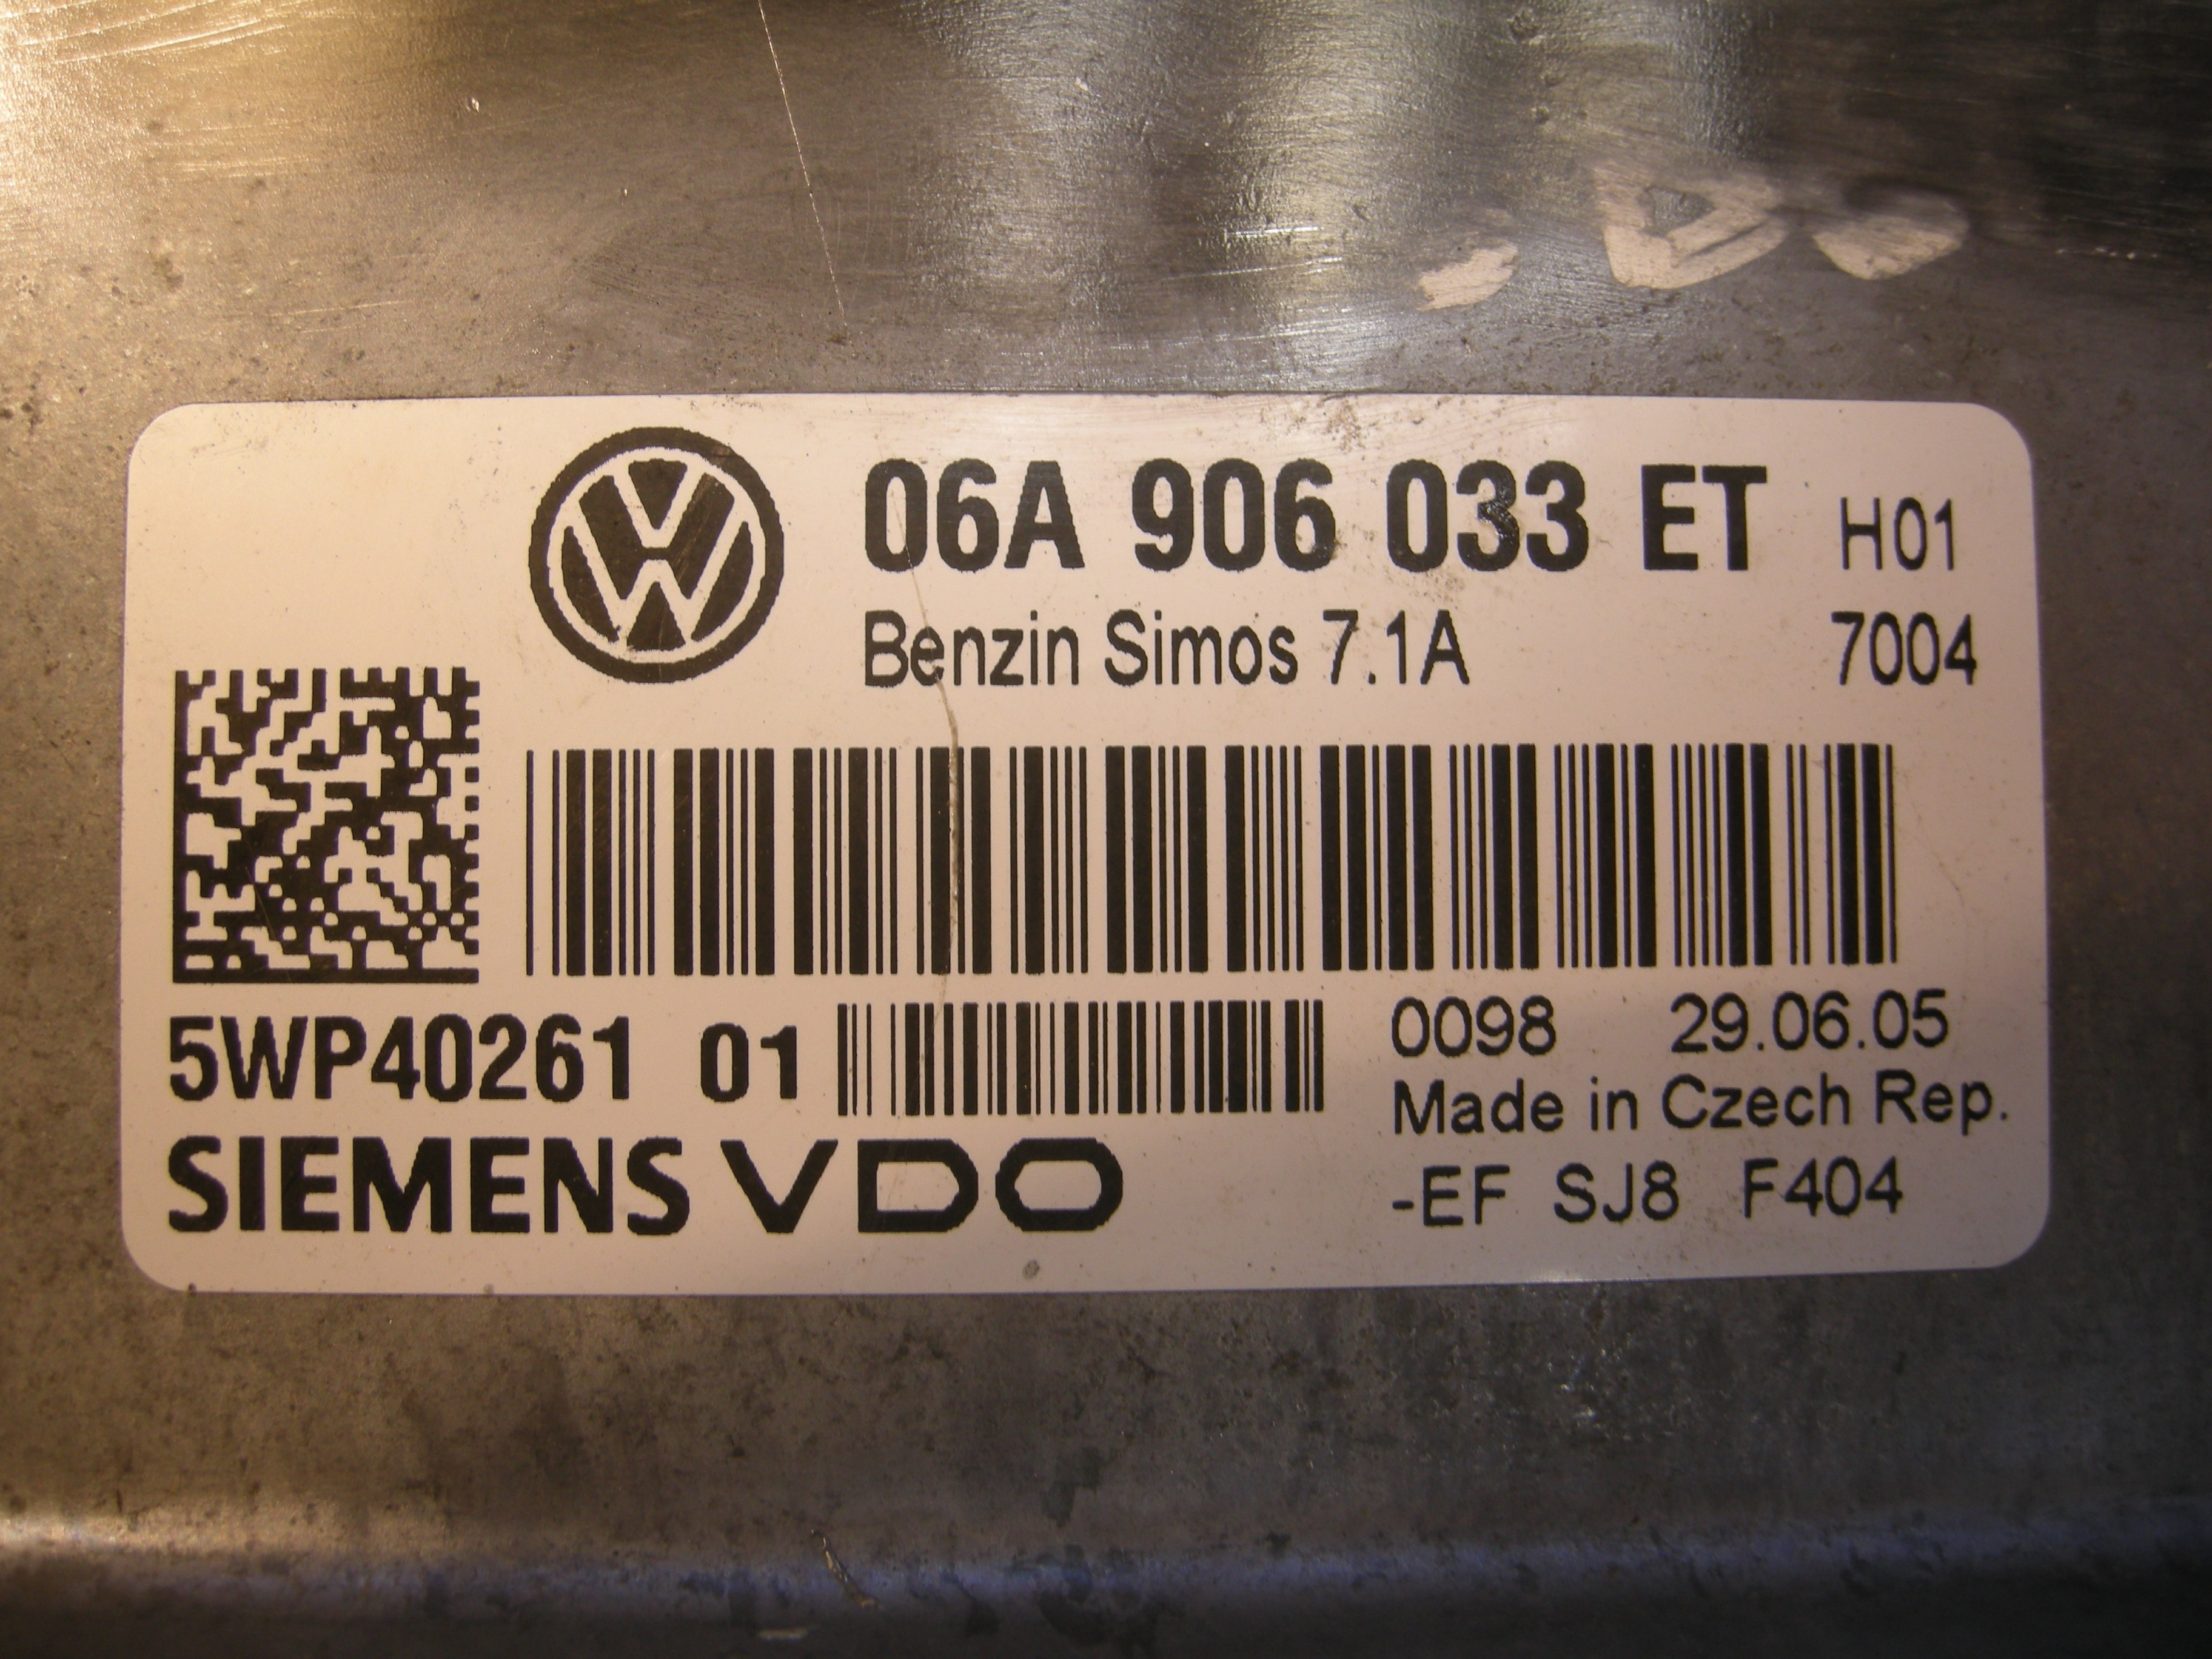 06A 906 033 ET H01
Benzin Simos 7.1A 7004
5WP40261 01
0098 29.06.05
Made in Czech Rep.
SIEMENS VDO
-EF SJ8 F404